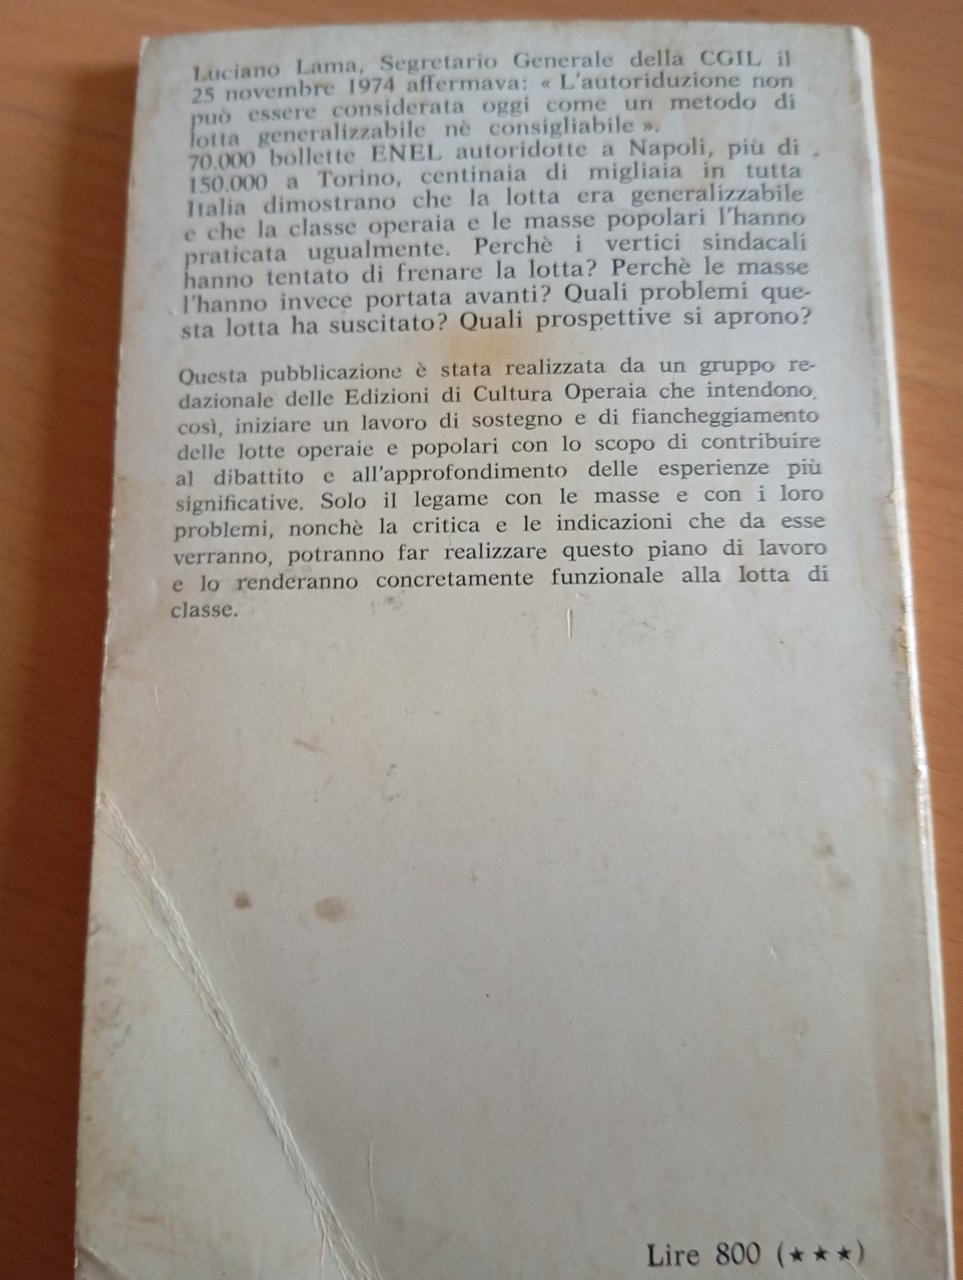 Luciano Lama, Segretario Generale della CGIL il
25 novembre 1974 affermava: « L'autoriduzione non
può essere considerata oggi come un metodo di
lotta generalizzabile nè consigliabile ».
70.000 bollette ENEL autoridotte a Napoli, più di
150.000 a Torino, centinaia di migliaia in tutta
Italia dimostrano che la lotta era generalizzabile
e che la classe operaia e le masse popolari l'hanno
praticata ugualmente. Perchè i vertici sindacali
hanno tentato di frenare la lotta? Perchè le masse
l'hanno invece portata avanti? Quali problemi que-
sta lotta ha suscitato? Quali prospettive si aprono?
Questa pubblicazione è stata realizzata da un gruppo re-
dazionale delle Edizioni di Cultura Operaia che intendono,
così, iniziare un lavoro di sostegno e di fiancheggiamento
delle lotte operaie e popolari con lo scopo di contribuire
al dibattito e all'approfondimento delle esperienze più
significative. Solo il legame con le masse e con i loro
problemi, nonchè la critica e le indicazioni che da esse
verranno, potranno far realizzare questo piano di lavoro
e lo renderanno concretamente funzionale alla lotta di
classe.
Lire 800 (★★★)